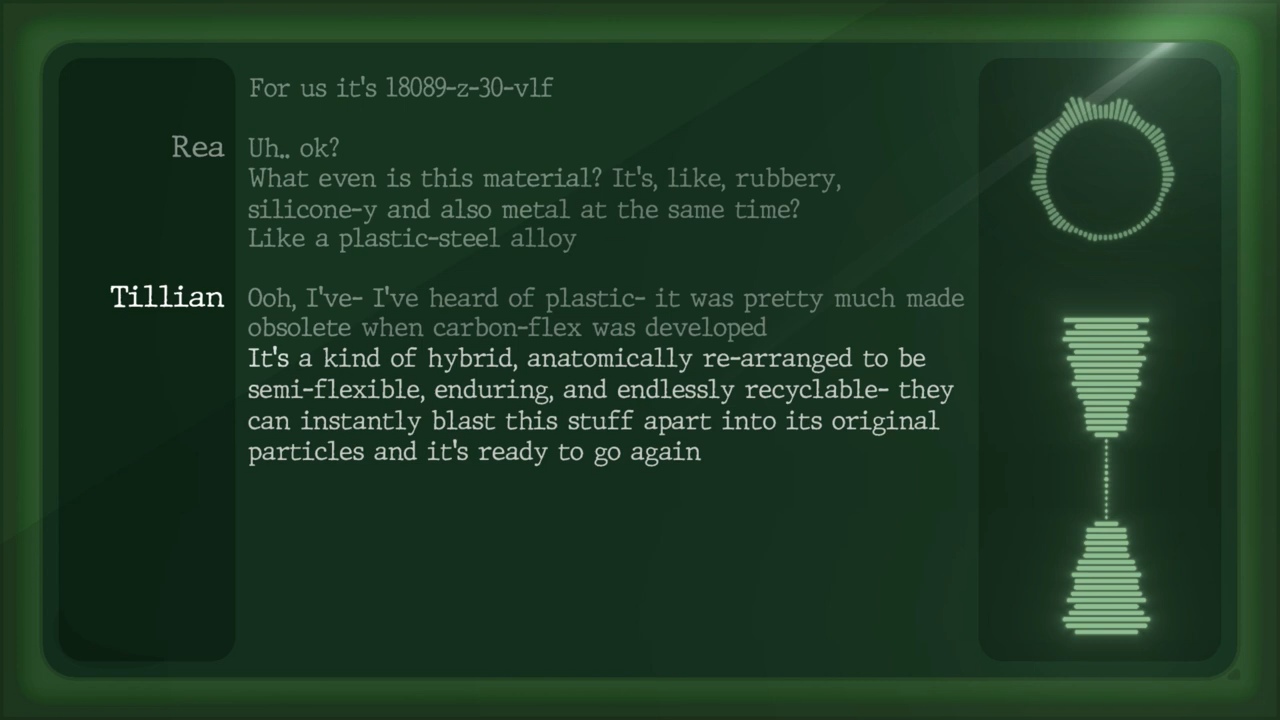 For us it's 18089-z-30-vlf
Rea Uh.. ok?
What even is this material? It's, like, rubbery,
silicone-y and also metal at the same time?
Like a plastic-steel alloy
Tillian Ooh, I've- I've heard of plastic- it was pretty much made
obsolete when carbon-flex was developed
It's a kind of hybrid, anatomically re-arranged to be
semi-flexible, enduring, and endlessly recyclable- they
can instantly blast this stuff apart into its original
particles and it's ready to go again